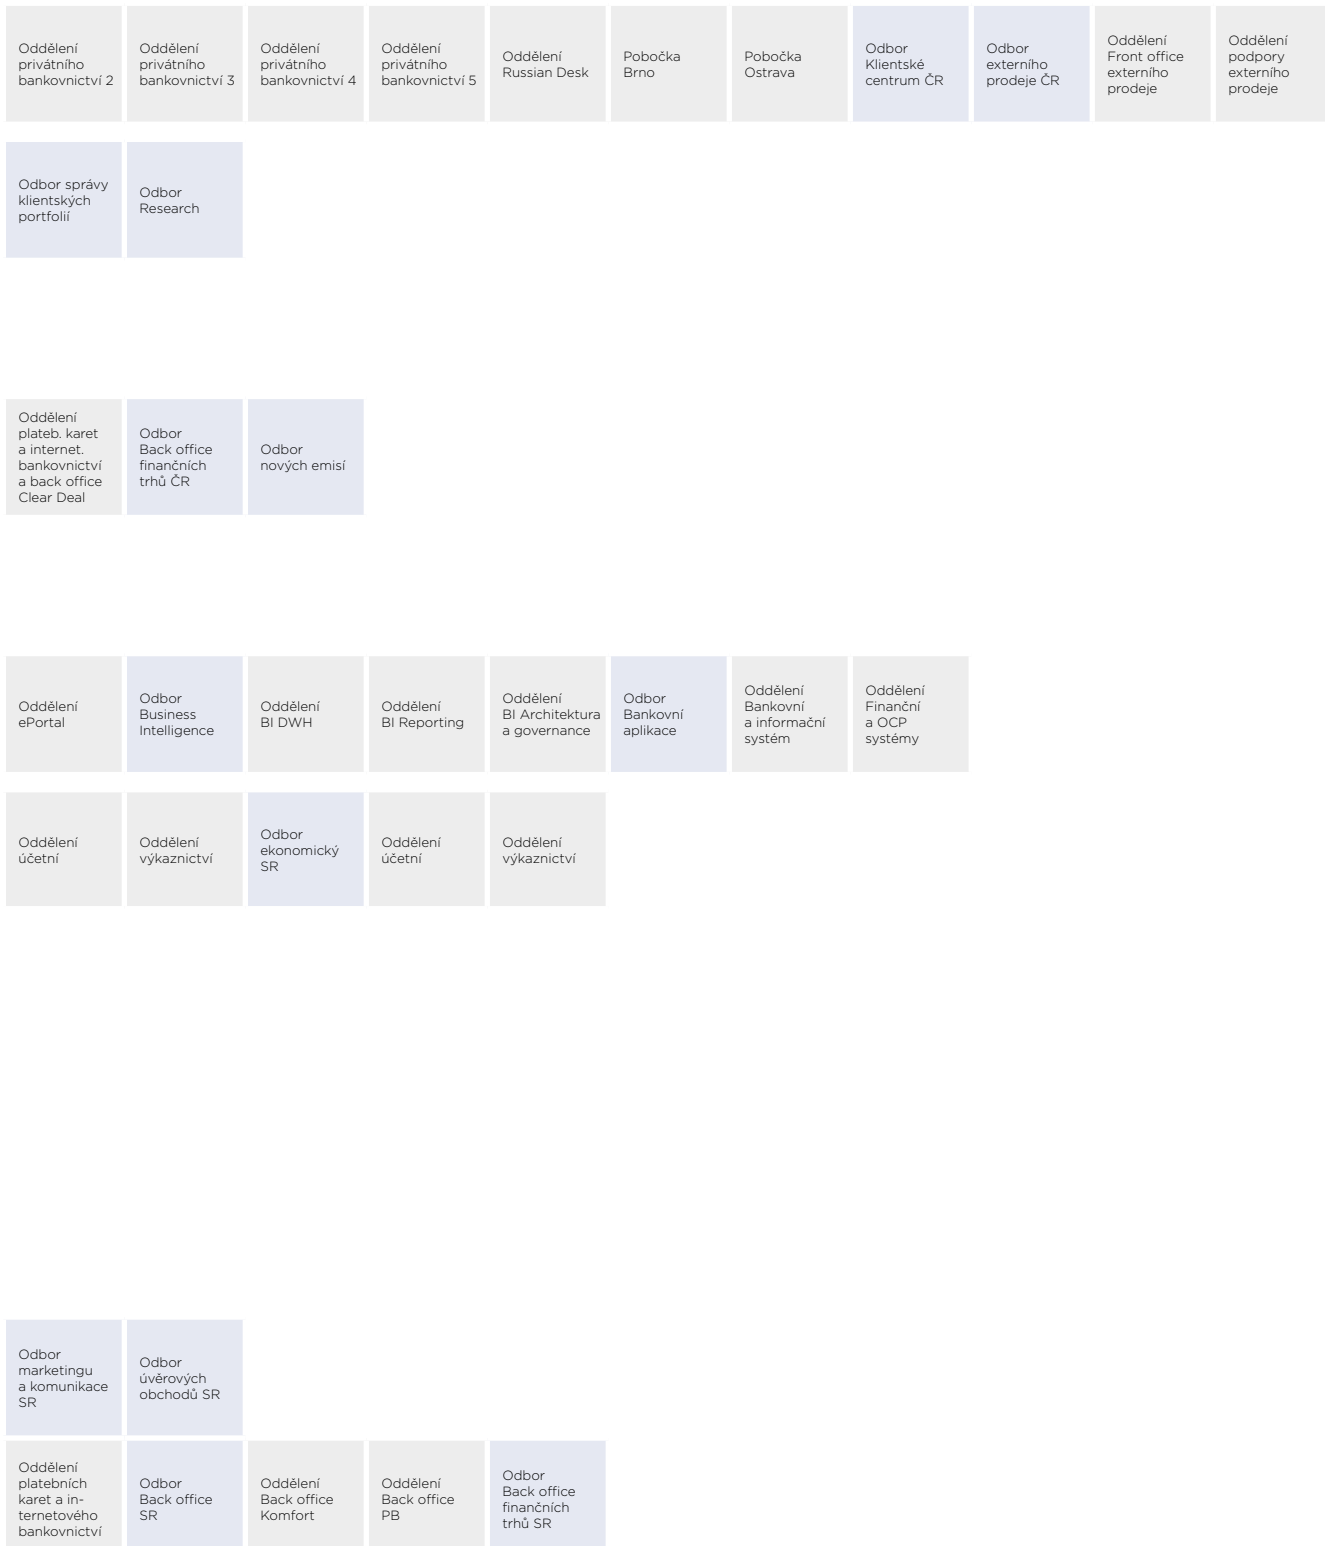 Oddělení
privátního
bankovnictví 2
Oddělení
privátního
bankovnictví 3
Oddělení
privátního
bankovnictví 4
Oddělení
privátního
bankovnictví 5
Oddělení
Russian Desk
Pobočka
Brno
Pobočka
Ostrava
Odbor
Klientské
centrum ČR
Odbor
externího
prodeje ČR
Oddělení
Front office
externího
prodeje
Oddělení
podpory
externího
prodeje
Odbor správy
klientských
portfolií
Odbor
Research
Oddělení
plateb. karet
a internet.
bankovnictví
a back office
Clear Deal
Odbor
Back office
finančních
trhů ČR
Odbor
nových emisí
Oddělení
ePortal
Odbor
Business
Intelligence
Oddělení
BI DWH
Oddělení
BI Reporting
Oddělení
BI Architektura
a governance
Odbor
Bankovní
aplikace
Oddělení
Bankovní
a informační
systém
Oddělení
Finanční
a OCP
systémy
Oddělení
účetní
Oddělení
výkaznictví
Odbor
ekonomický
SR
Oddělení
účetní
Oddělení
výkaznictví
Odbor
marketingu
a komunikace
SR
Odbor
úvěrových
obchodů SR
Oddělení
platebních
karet a in-
ternetového
bankovnictví
Odbor
Back office
SR
Oddělení
Back office
Komfort
Oddělení
Back office
PB
Odbor
Back office
finančních
trhů SR